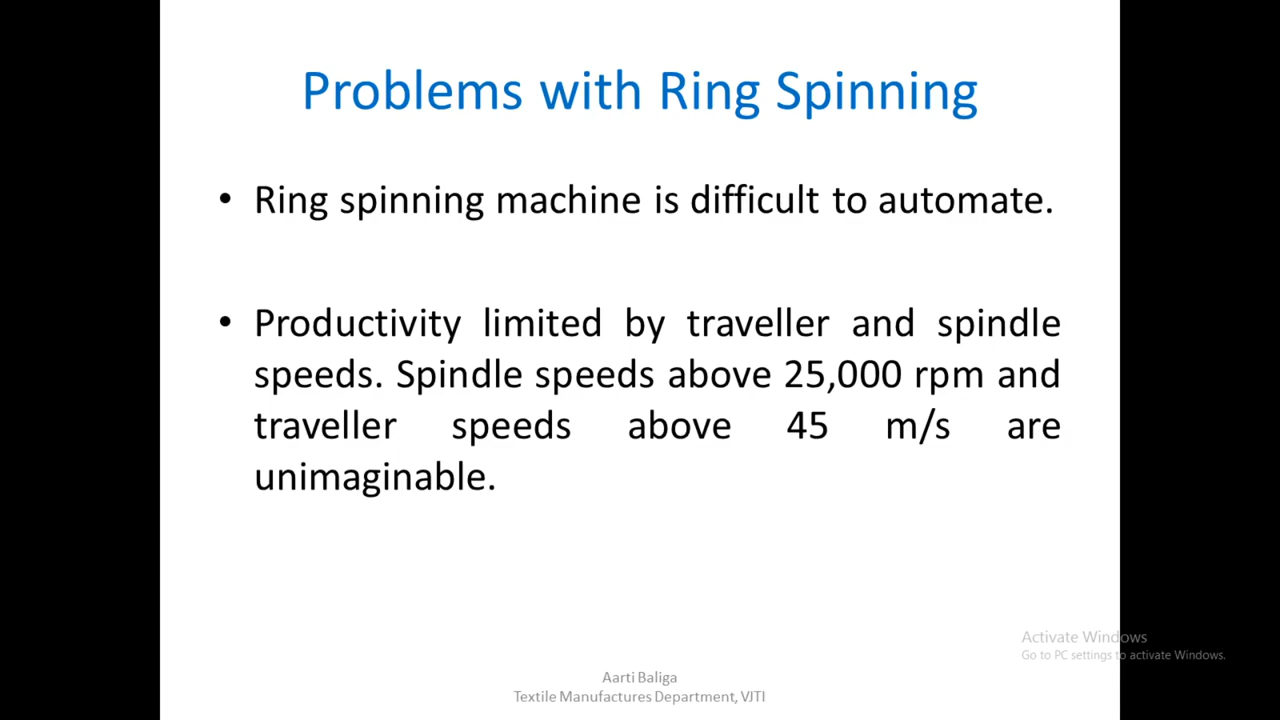 Problems with Ring Spinning
• Ring spinning machine is difficult to automate.
• Productivity limited by traveller and spindle
speeds. Spindle speeds above 25,000 rpm and
traveller speeds above 45 m/s are
unimaginable.
Activate Windows
Go to PC settings to activate Windows.
Aarti Baliga
Textile Manufactures Department, VJTI